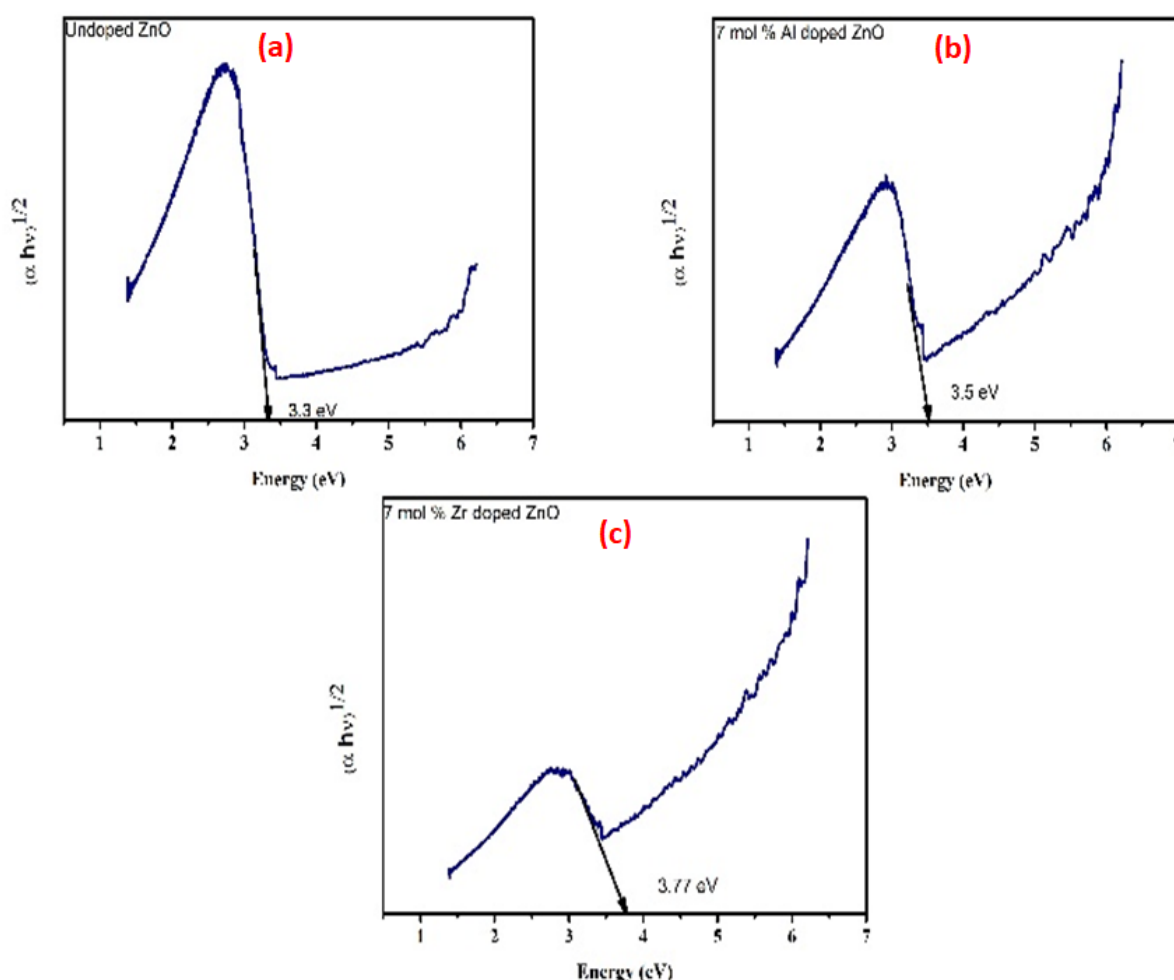 Undoped ZnO
(a)
(α hν)1/2
3.3 eV
1 2 3 4 5 6 7
Energy (eV)
7 mol % Al doped ZnO
(b)
(α hν)1/2
3.5 eV
1 2 3 4 5 6
Energy (eV)
7 mol % Zr doped ZnO
(c)
(α hν)1/2
3.77 eV
1 2 3 4 5 6 7
Energy (eV)